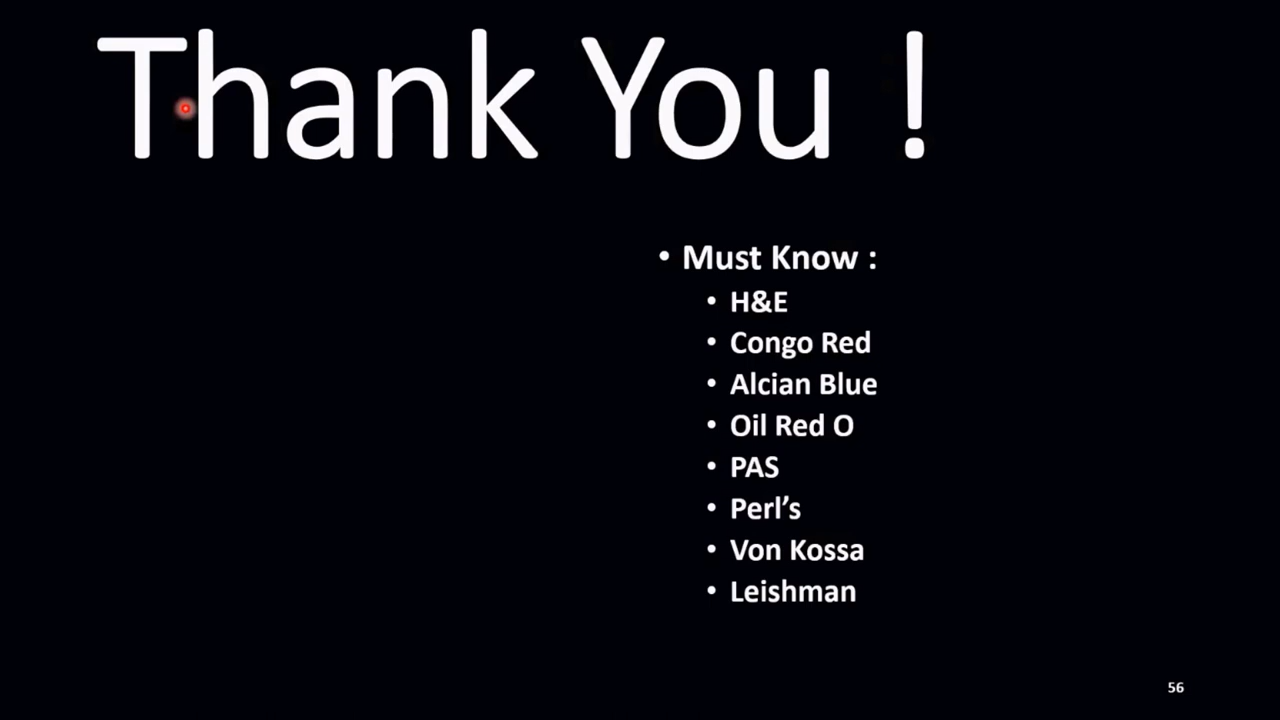 Thank You !
• Must Know :
• H&E
• Congo Red
• Alcian Blue
• Oil Red O
• PAS
• Perl’s
• Von Kossa
• Leishman
56